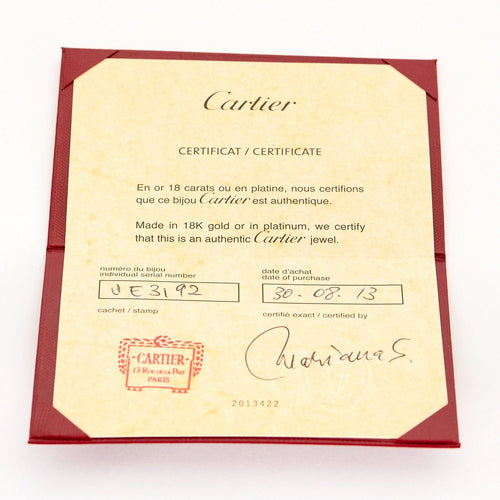 Cartier
CERTIFICAT / CERTIFICATE
En or 18 carats ou en platine, nous certifions
que ce bijou Cartier est authentique.
Made in 18K gold or in platinum, we certify
that this is an authentic Cartier jewel.
numéro du bijou
individual serial number
date d'achat
date of purchase
30.08.13
cachet / stamp
certifié exact / certified by
CARTIER
13 RUE DE LA PAIX
PARIS
Mariana S.
2013422